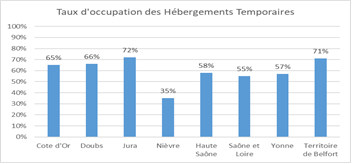 Taux d'occupation des Hébergements Temporaires
100%
90%
80%
70%
60%
50%
40%
30%
20%
10%
0%
65%
66%
72%
35%
58%
55%
57%
71%
Cote d'Or
Doubs
Jura
Nièvre
Haute
Saône
Saône et
Loire
Yonne
Territoire
de Belfort